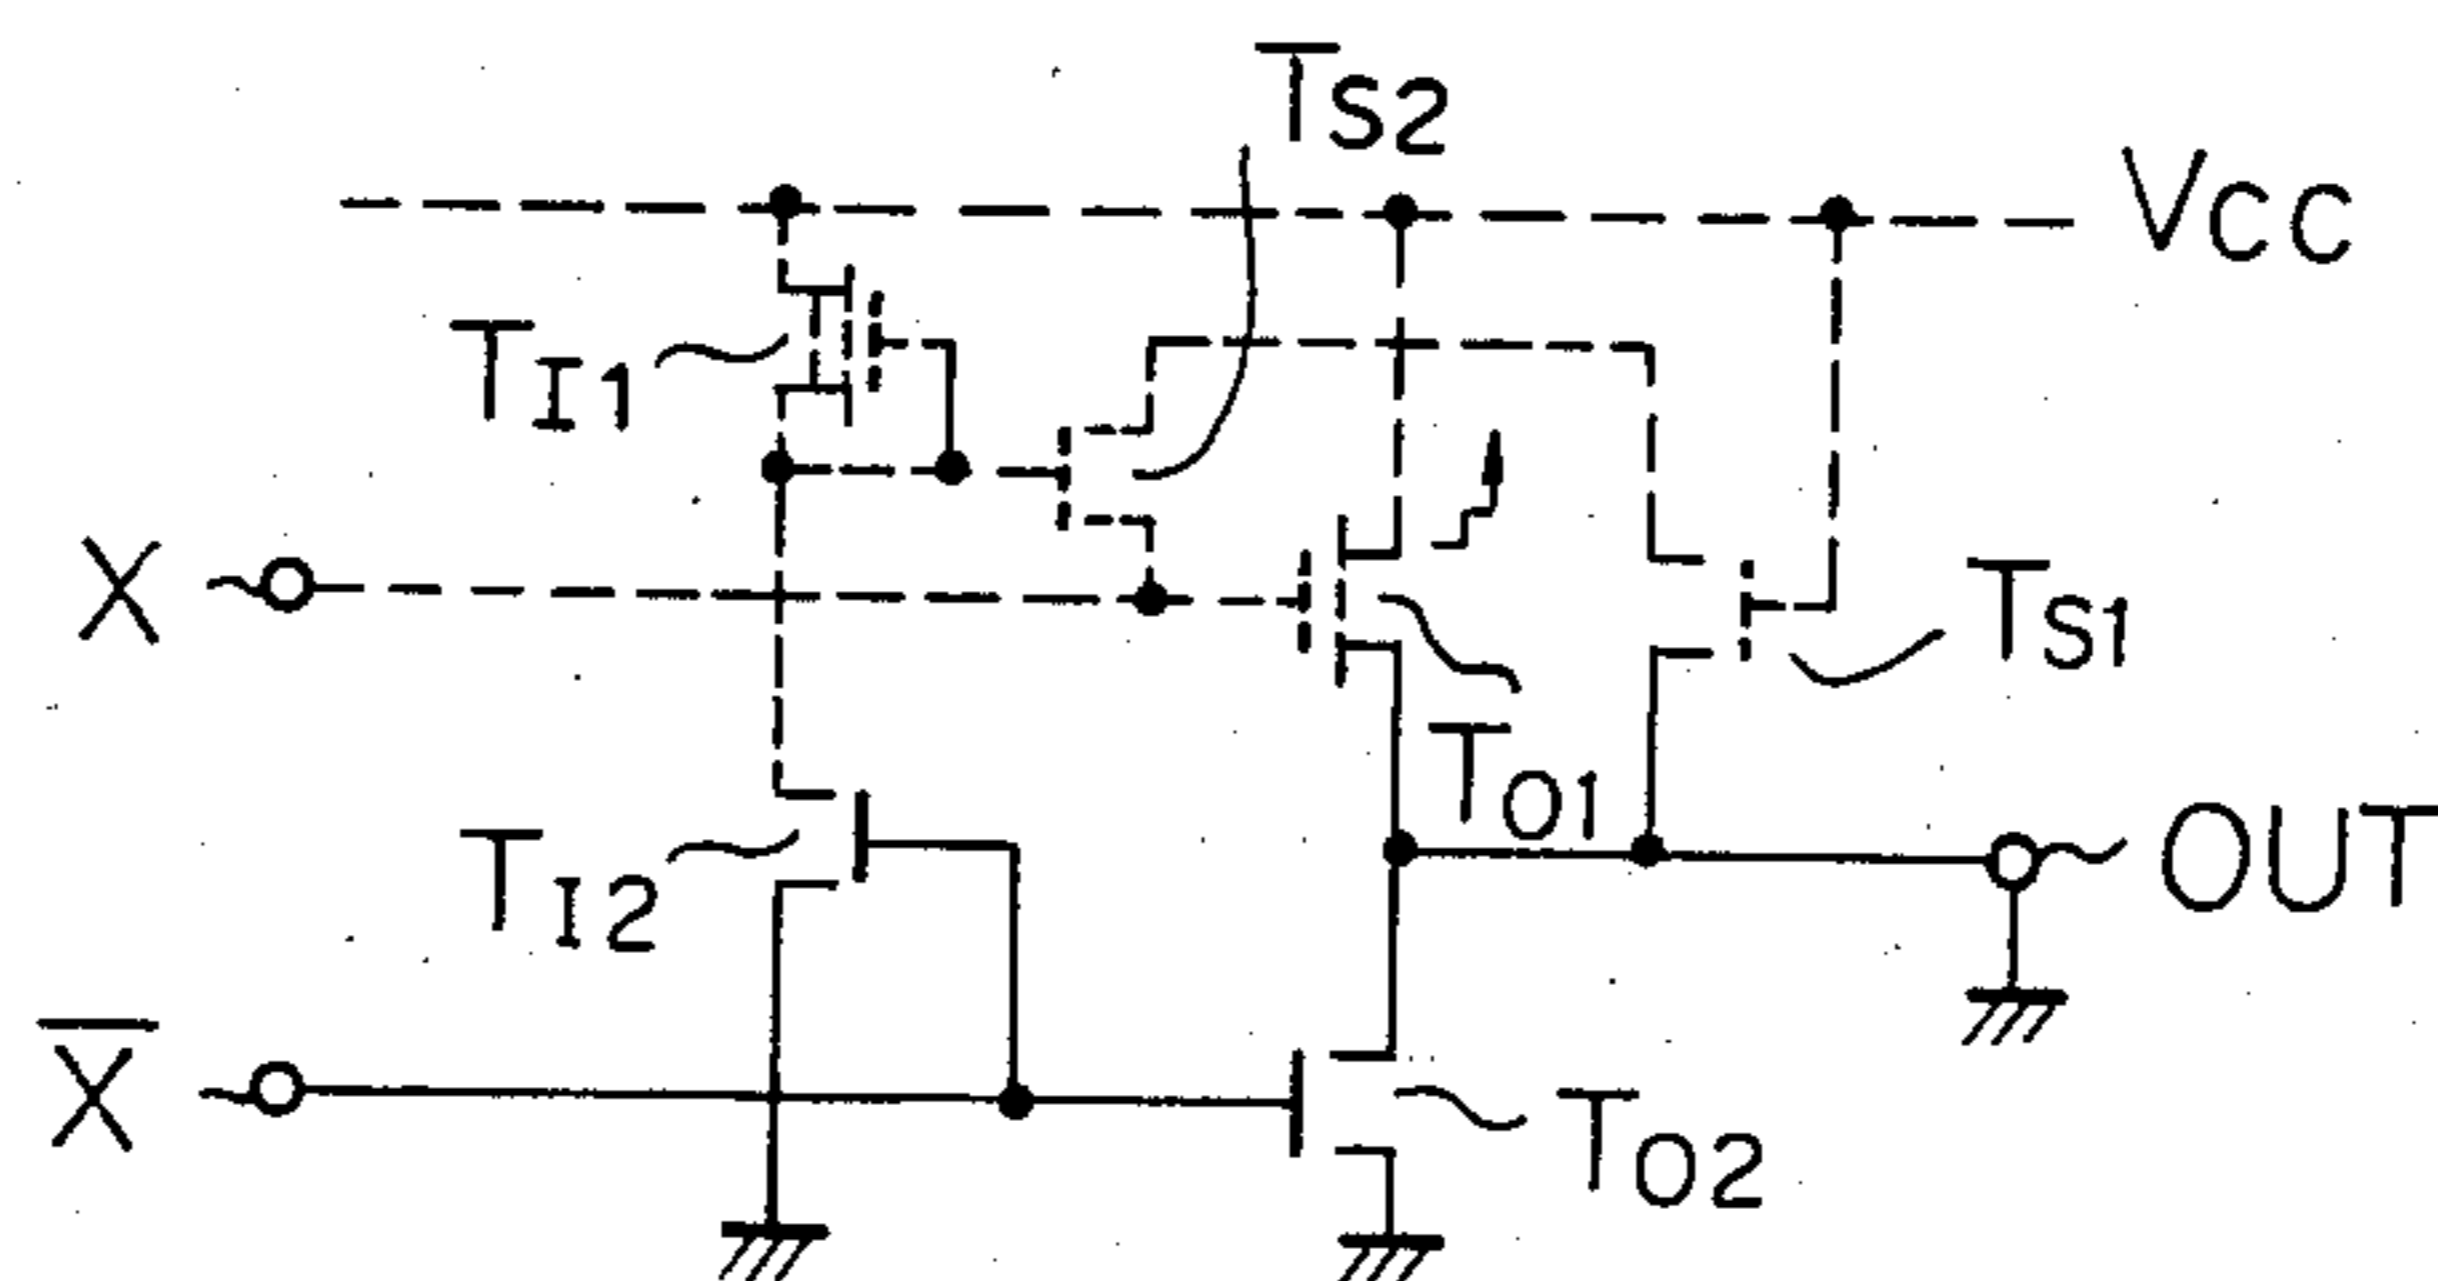 TS2
VCC
TI1
X
TS1
TO1
TI2
OUT
X̅
TO2